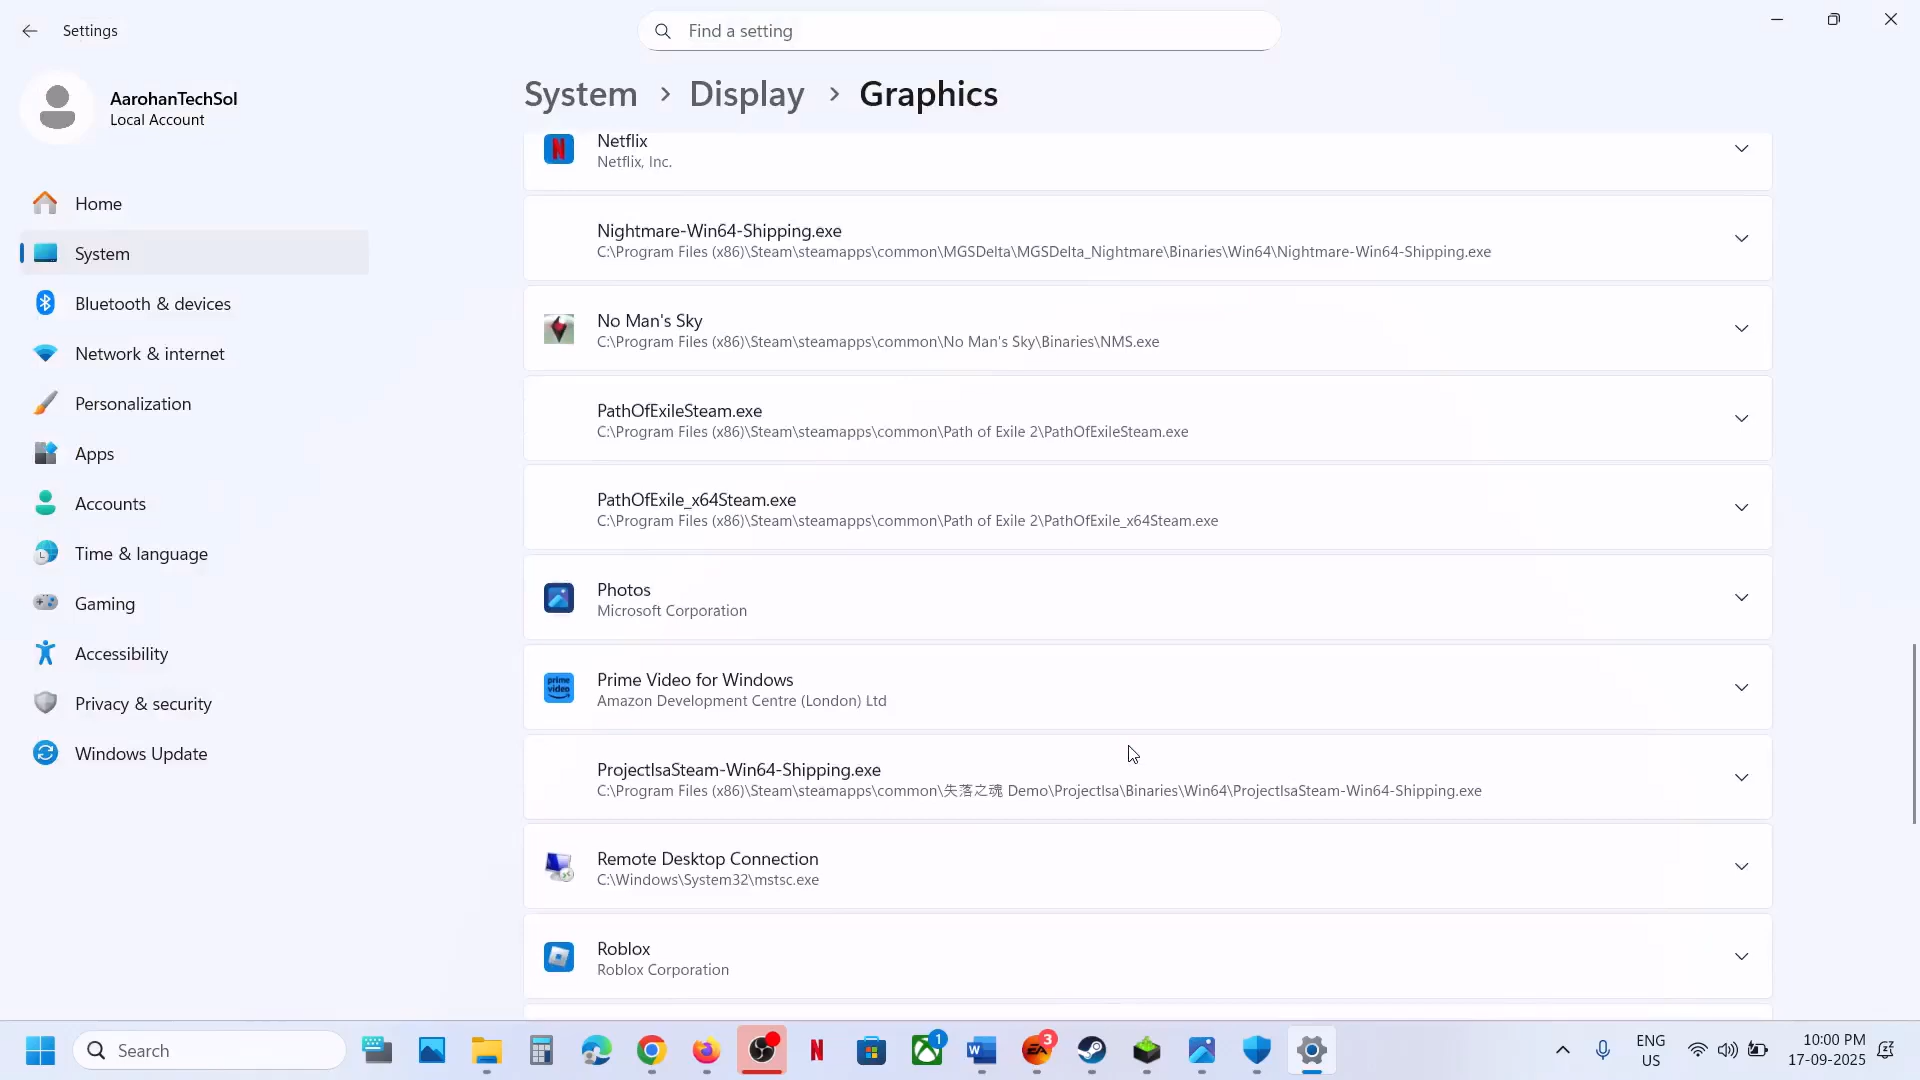 Settings
Find a setting
AarohanTechSol
Local Account
Home
System
Bluetooth & devices
Network & internet
Personalization
Apps
Accounts
Time & language
Gaming
Accessibility
Privacy & security
Windows Update
System > Display > Graphics
Netflix
Netflix, Inc.
Nightmare-Win64-Shipping.exe
C:\Program Files (x86)\Steam\steamapps\common\MGSDelta\MGSDelta_Nightmare\Binaries\Win64\Nightmare-Win64-Shipping.exe
No Man's Sky
C:\Program Files (x86)\Steam\steamapps\common\No Man's Sky\Binaries\NMS.exe
PathOfExileSteam.exe
C:\Program Files (x86)\Steam\steamapps\common\Path of Exile 2\PathOfExileSteam.exe
PathOfExile_x64Steam.exe
C:\Program Files (x86)\Steam\steamapps\common\Path of Exile 2\PathOfExile_x64Steam.exe
Photos
Microsoft Corporation
prime video
Prime Video for Windows
Amazon Development Centre (London) Ltd
ProjectIsaSteam-Win64-Shipping.exe
C:\Program Files (x86)\Steam\steamapps\common\失落之魂 Demo\ProjectIsa\Binaries\Win64\ProjectIsaSteam-Win64-Shipping.exe
Remote Desktop Connection
C:\Windows\System32\mstsc.exe
Roblox
Roblox Corporation
Search
1
3
ENG
US
10:00 PM
17-09-2025